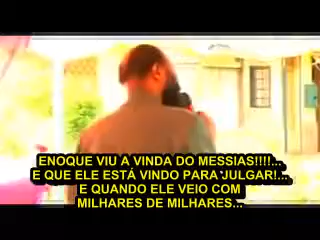 ENOQUE VIU A VINDA DO MESSIAS!!!!...
E QUE ELE ESTÁ VINDO PARA JULGAR!...
E QUANDO ELE VEIO COM
MILHARES DE MILHARES...